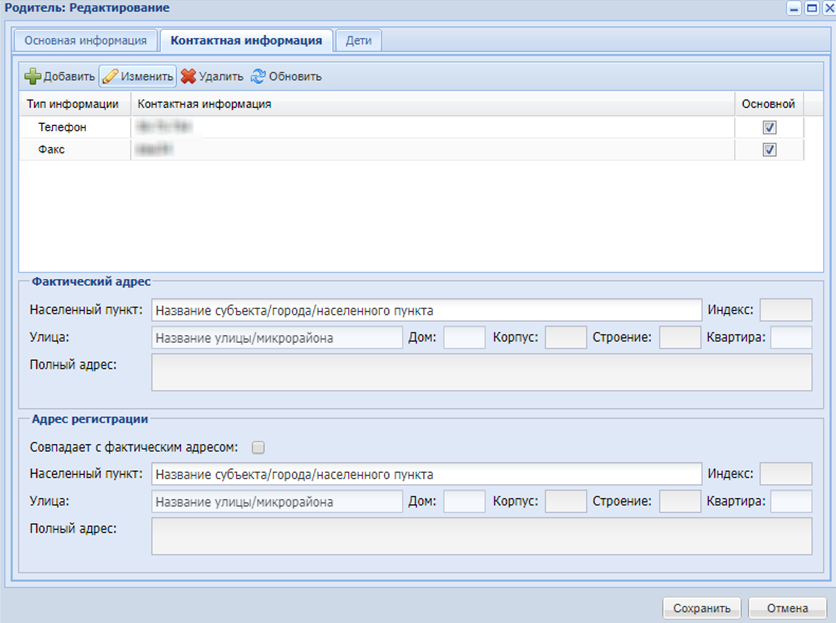 Родитель: Редактирование
Основная информация Контактная информация Дети
Добавить Изменить Удалить Обновить
Тип информации Контактная информация Основной
Телефон
Факс
Фактический адрес
Населенный пункт: Название субъекта/города/населенного пункта Индекс:
Улица: Название улицы/микрорайона Дом: Корпус: Строение: Квартира:
Полный адрес:
Адрес регистрации
Совпадает с фактическим адресом:
Населенный пункт: Название субъекта/города/населенного пункта Индекс:
Улица: Название улицы/микрорайона Дом: Корпус: Строение: Квартира:
Полный адрес:
Сохранить Отмена